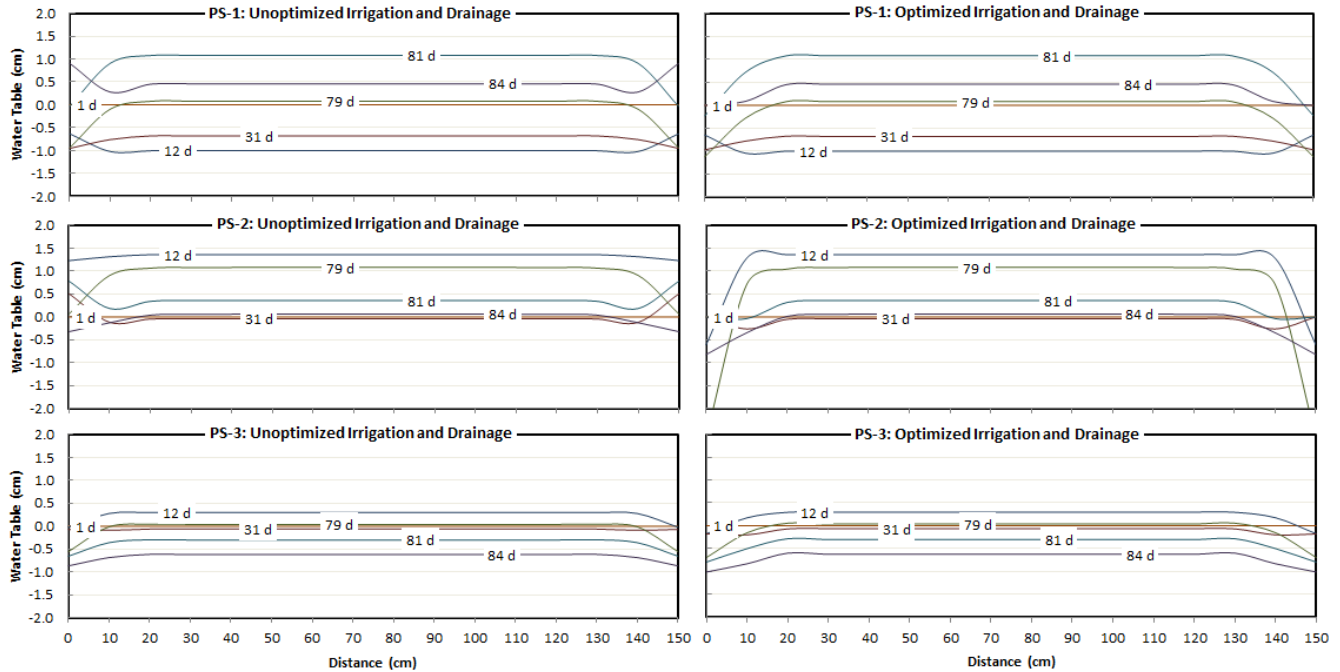 PS-1: Unoptimized Irrigation and Drainage
Water Table (cm)
2.0
1.5
1.0
0.5
0.0
-0.5
-1.0
-1.5
-2.0
81 d
84 d
1 d
79 d
31 d
12 d
PS-1: Optimized Irrigation and Drainage
81 d
84 d
1 d
79 d
31 d
12 d
PS-2: Unoptimized Irrigation and Drainage
Water Table (cm)
2.0
1.5
1.0
0.5
0.0
-0.5
-1.0
-1.5
-2.0
12 d
79 d
81 d
1 d
31 d
84 d
PS-2: Optimized Irrigation and Drainage
12 d
79 d
81 d
1 d
31 d
84 d
PS-3: Unoptimized Irrigation and Drainage
Water Table (cm)
2.0
1.5
1.0
0.5
0.0
-0.5
-1.0
-1.5
-2.0
12 d
1 d
31 d
79 d
81 d
84 d
0 10 20 30 40 50 60 70 80 90 100 110 120 130 140 150
Distance (cm)
PS-3: Optimized Irrigation and Drainage
12 d
1 d
31 d
79 d
81 d
84 d
0 10 20 30 40 50 60 70 80 90 100 110 120 130 140 150
Distance (cm)